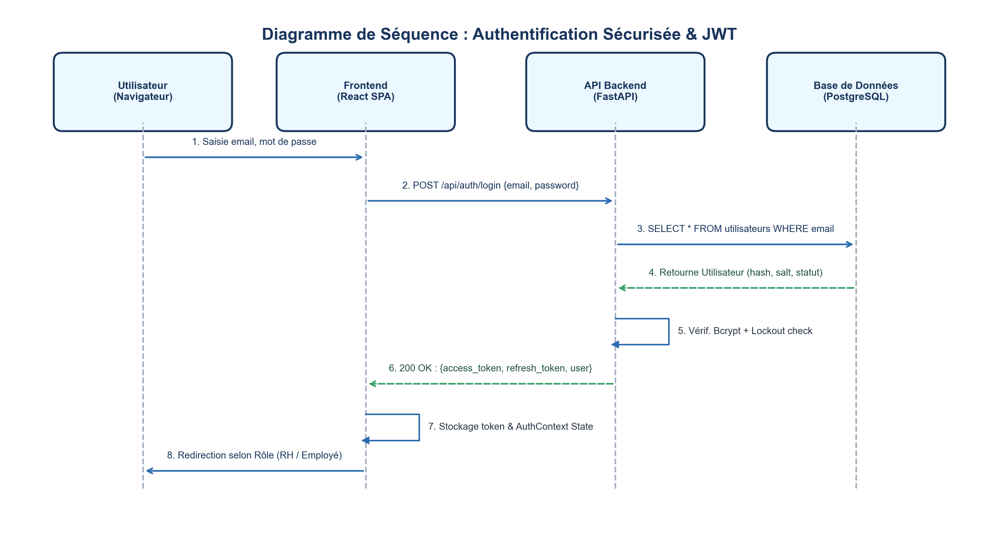 Diagramme de Séquence : Authentification Sécurisée & JWT
Utilisateur
(Navigateur)
Frontend
(React SPA)
API Backend
(FastAPI)
Base de Données
(PostgreSQL)
1. Saisie email, mot de passe
2. POST /api/auth/login {email, password}
3. SELECT * FROM utilisateurs WHERE email
4. Retourne Utilisateur (hash, salt, statut)
5. Vérif. Bcrypt + Lockout check
6. 200 OK : {access_token, refresh_token, user}
7. Stockage token & AuthContext State
8. Redirection selon Rôle (RH / Employé)